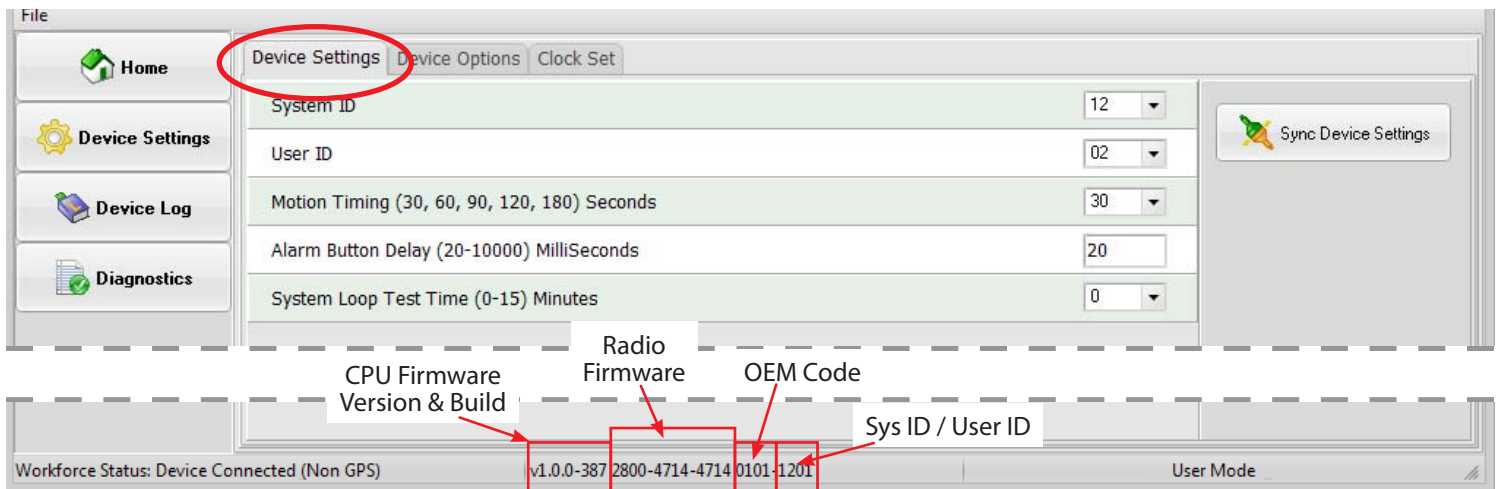 File
Home
Device Settings
Device Log
Diagnostics
Device Settings Device Options Clock Set
System ID 12
User ID 02
Motion Timing (30, 60, 90, 120, 180) Seconds 30
Alarm Button Delay (20-10000) MilliSeconds 20
System Loop Test Time (0-15) Minutes 0
Sync Device Settings
CPU Firmware
Version & Build
Radio
Firmware
OEM Code
Sys ID / User ID
Workforce Status: Device Connected (Non GPS) v1.0.0-387 2800-4714-4714 0101-1201 User Mode